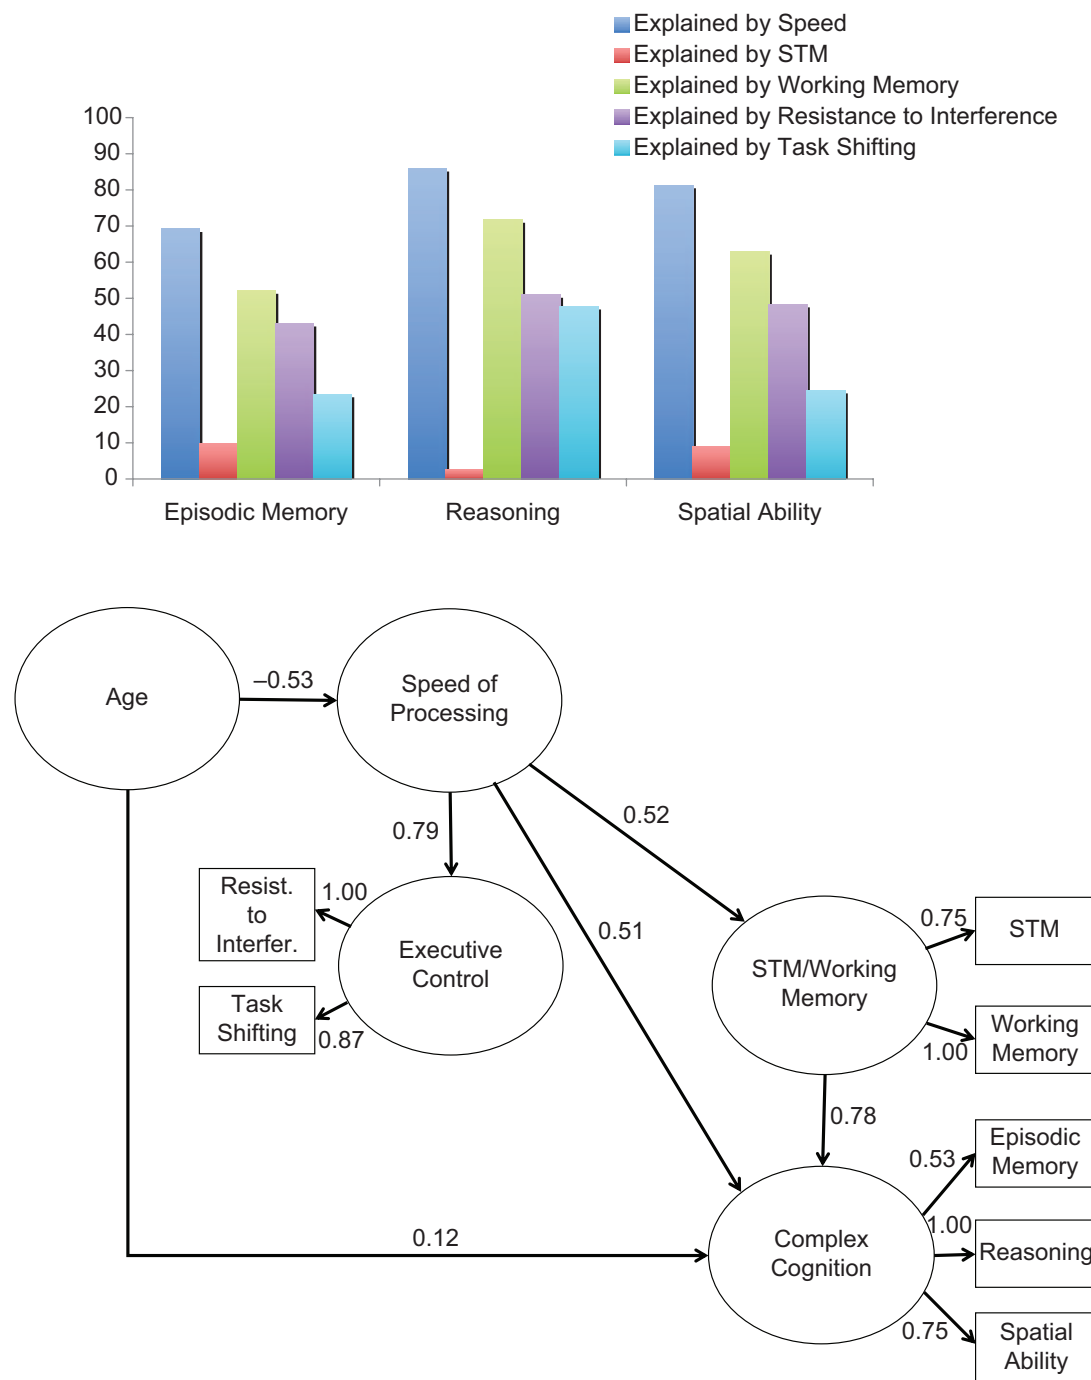 Explained by Speed
Explained by STM
Explained by Working Memory
Explained by Resistance to Interference
Explained by Task Shifting
100
90
80
70
60
50
40
30
20
10
0
Episodic Memory
Reasoning
Spatial Ability
Age
–0.53
Speed of
Processing
0.79
0.52
0.51
Resist.
to
Interfer.
1.00
Executive
Control
Task
Shifting
0.87
STM/Working
Memory
0.75
STM
1.00
Working
Memory
0.78
0.12
Complex
Cognition
0.53
Episodic
Memory
1.00
Reasoning
0.75
Spatial
Ability